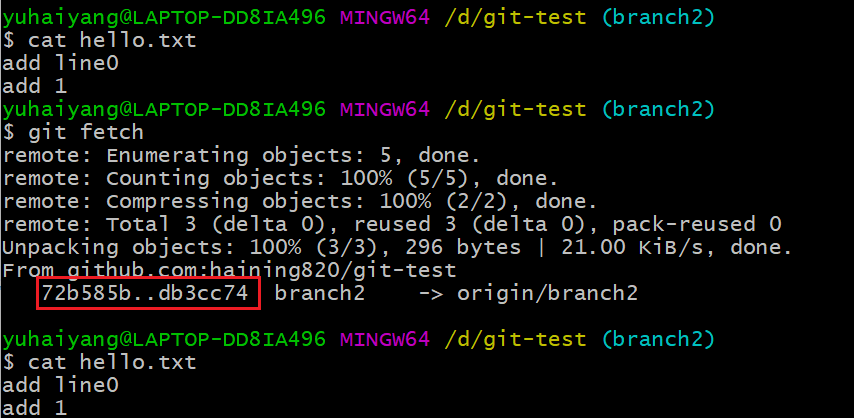 yuhaiyang@LAPTOP-DD8IA496 MINGW64 /d/git-test (branch2)
$ cat hello.txt
add line0
add 1
yuhaiyang@LAPTOP-DD8IA496 MINGW64 /d/git-test (branch2)
$ git fetch
remote: Enumerating objects: 5, done.
remote: Counting objects: 100% (5/5), done.
remote: Compressing objects: 100% (2/2), done.
remote: Total 3 (delta 0), reused 3 (delta 0), pack-reused 0
Unpacking objects: 100% (3/3), 296 bytes | 21.00 KiB/s, done.
From github.com:haining820/git-test
72b585b..db3cc74  branch2    -> origin/branch2
yuhaiyang@LAPTOP-DD8IA496 MINGW64 /d/git-test (branch2)
$ cat hello.txt
add line0
add 1